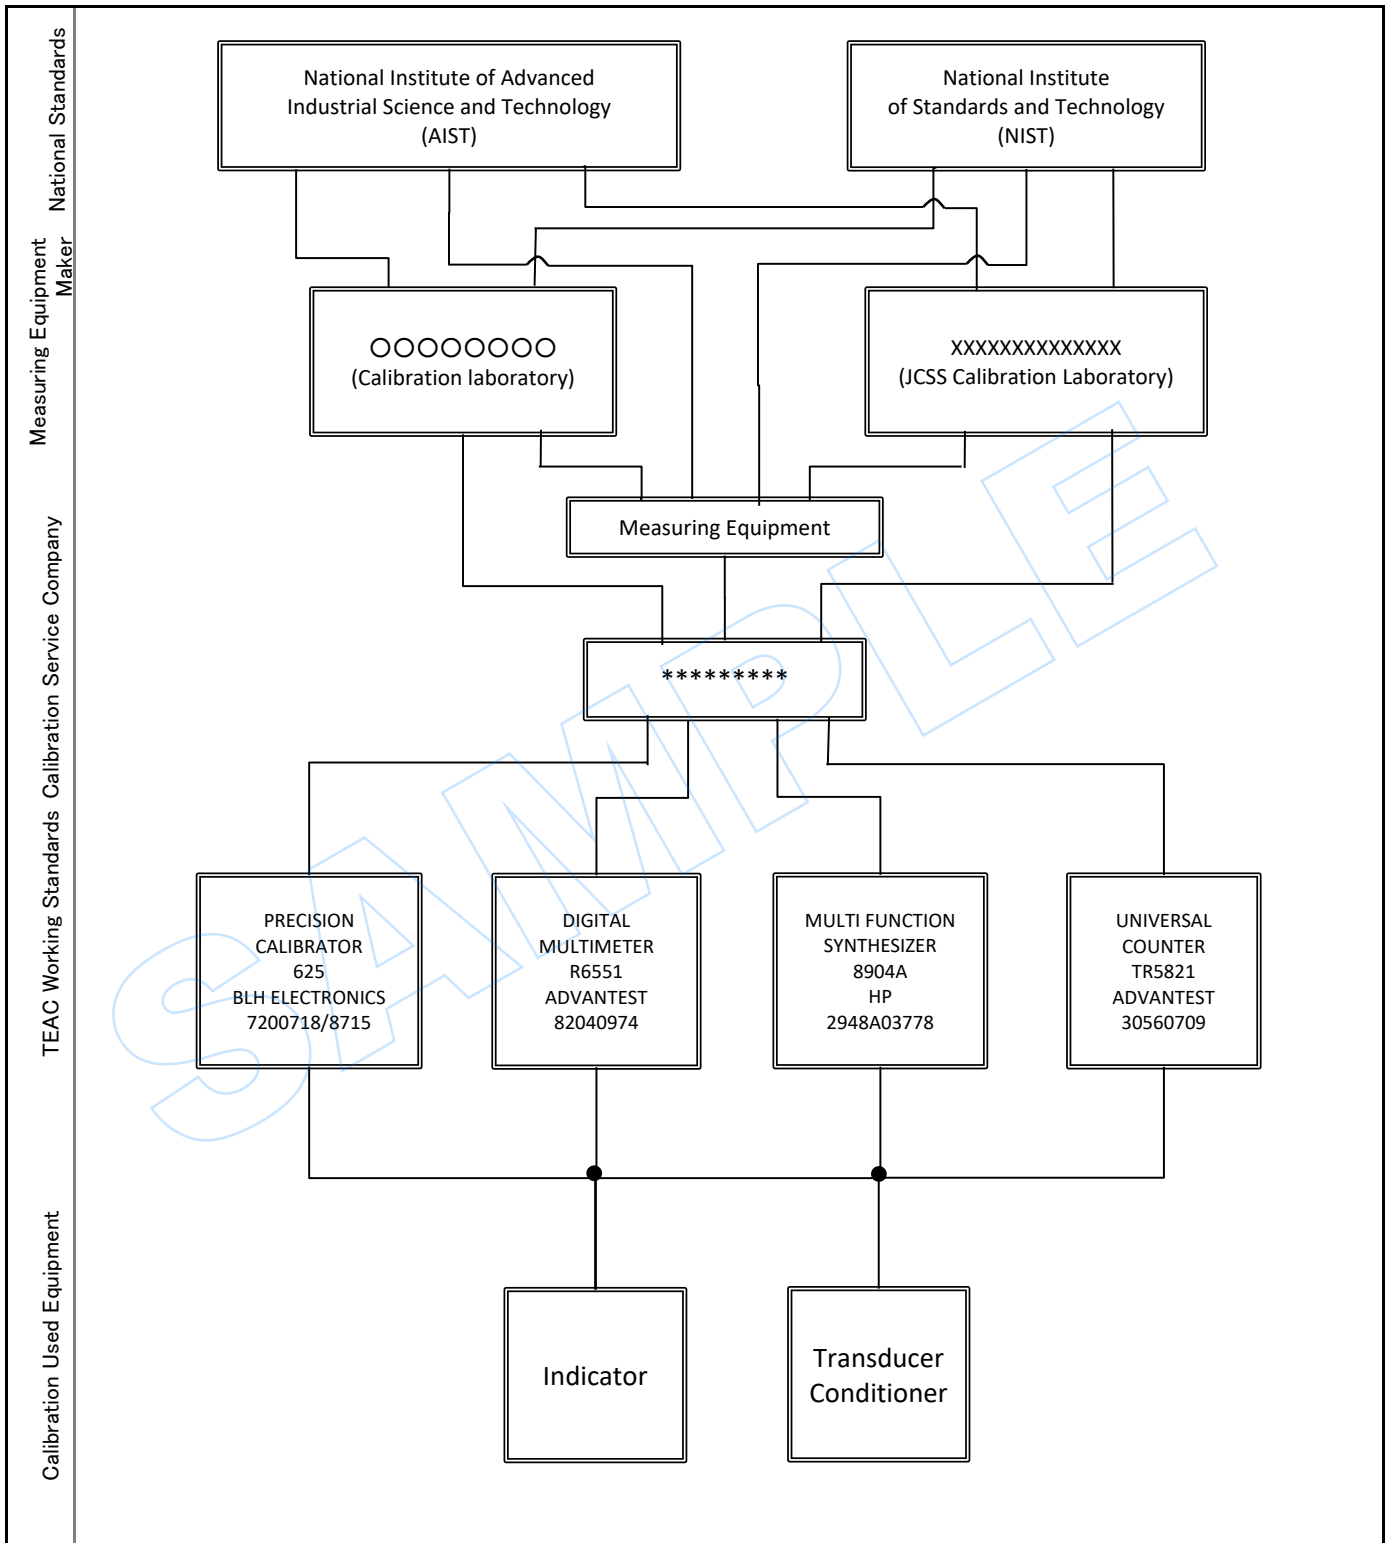 National Standards
National Institute of Advanced
Industrial Science and Technology
(AIST)
National Institute
of Standards and Technology
(NIST)
Measuring Equipment
Maker
○○○○○○○○
(Calibration laboratory)
XXXXXXXXXXXXXX
(JCSS Calibration Laboratory)
Calibration Service Company
Measuring Equipment
*********
TEAC Working Standards
PRECISION
CALIBRATOR
625
BLH ELECTRONICS
7200718/8715
DIGITAL
MULTIMETER
R6551
ADVANTEST
82040974
MULTI FUNCTION
SYNTHESIZER
8904A
HP
2948A03778
UNIVERSAL
COUNTER
TR5821
ADVANTEST
30560709
Calibration Used Equipment
Indicator
Transducer
Conditioner
SAMPLE